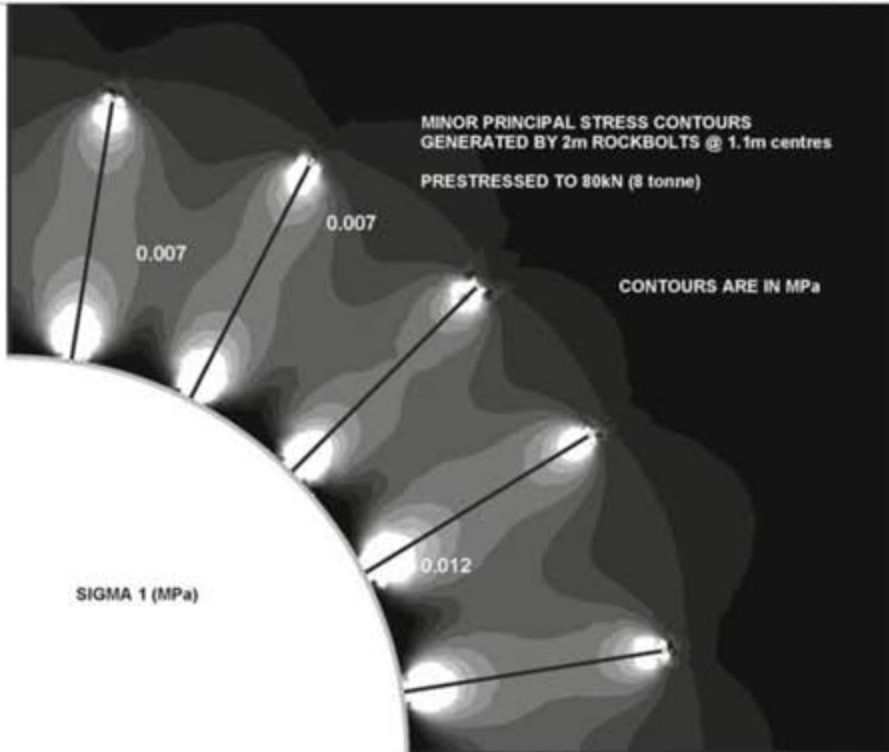 MINOR PRINCIPAL STRESS CONTOURS
GENERATED BY 2m ROCKBOLTS @ 1.1m centres
PRESTRESSED TO 80kN (8 tonne)
0.007
0.007
CONTOURS ARE IN MPa
0.012
SIGMA 1 (MPa)